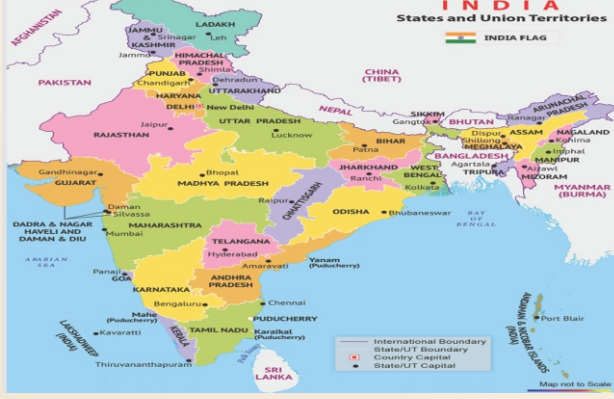 INDIA
States and Union Territories
INDIA FLAG
AFGHANISTAN
PAKISTAN
CHINA
(TIBET)
NEPAL
BHUTAN
BANGLADESH
MYANMAR
(BURMA)
SRI
LANKA
LADAKH
Leh
JAMMU
&
KASHMIR
Srinagar
Jammu
HIMACHAL
PRADESH
Shimla
PUNJAB
Chandigarh
Dehradun
UTTARAKHAND
HARYANA
DELHI
New Delhi
RAJASTHAN
Jaipur
UTTAR PRADESH
Lucknow
BIHAR
Patna
SIKKIM
Gangtok
ARUNACHAL
PRADESH
Itanagar
ASSAM
Dispur
Shillong
MEGHALAYA
NAGALAND
Kohima
Imphal
MANIPUR
Agartala
TRIPURA
Aizawl
MIZORAM
Gandhinagar
GUJARAT
Bhopal
MADHYA PRADESH
JHARKHAND
Ranchi
WEST
BENGAL
Kolkata
Raipur
CHHATTISGARH
ODISHA
Bhubaneswar
Daman
Silvassa
DADRA & NAGAR
HAVELI AND
DAMAN & DIU
MAHARASHTRA
Mumbai
TELANGANA
Hyderabad
Amaravati
ANDHRA
PRADESH
Yanam
(Puducherry)
Panaji
GOA
KARNATAKA
Bengaluru
Chennai
Mahe
(Puducherry)
PUDUCHERRY
Karaikal
(Puducherry)
TAMIL NADU
KERALA
Thiruvananthapuram
LAKSHADWEEP
(INDIA)
Kavaratti
ARABIAN
SEA
BAY
OF
BENGAL
ANDAMAN & NICOBAR ISLANDS
(INDIA)
Port Blair
International Boundary
State/UT Boundary
Country Capital
State/UT Capital
Map not to Scale